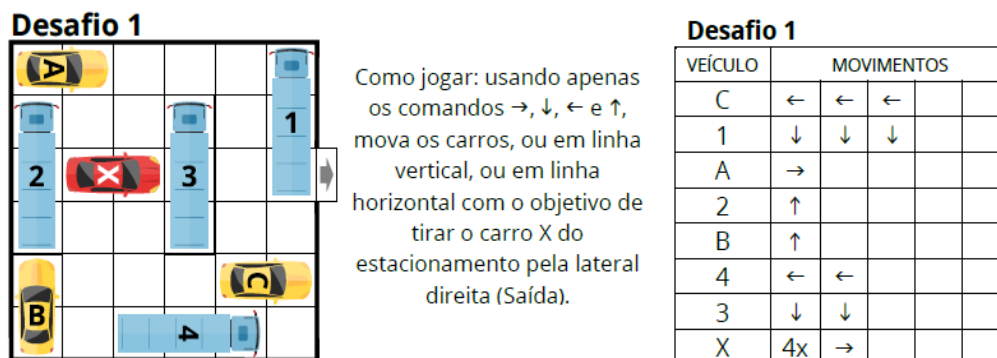 Desafio 1
A
1
2
X
3
C
B
4
Como jogar: usando apenas
os comandos →, ↓, ← e ↑,
mova os carros, ou em linha
vertical, ou em linha
horizontal com o objetivo de
tirar o carro X do
estacionamento pela lateral
direita (Saída).
Desafio 1
VEÍCULO MOVIMENTOS
C ← ← ←
1 ↓ ↓ ↓
A →
2 ↑
B ↑
4 ← ←
3 ↓ ↓
X 4x →